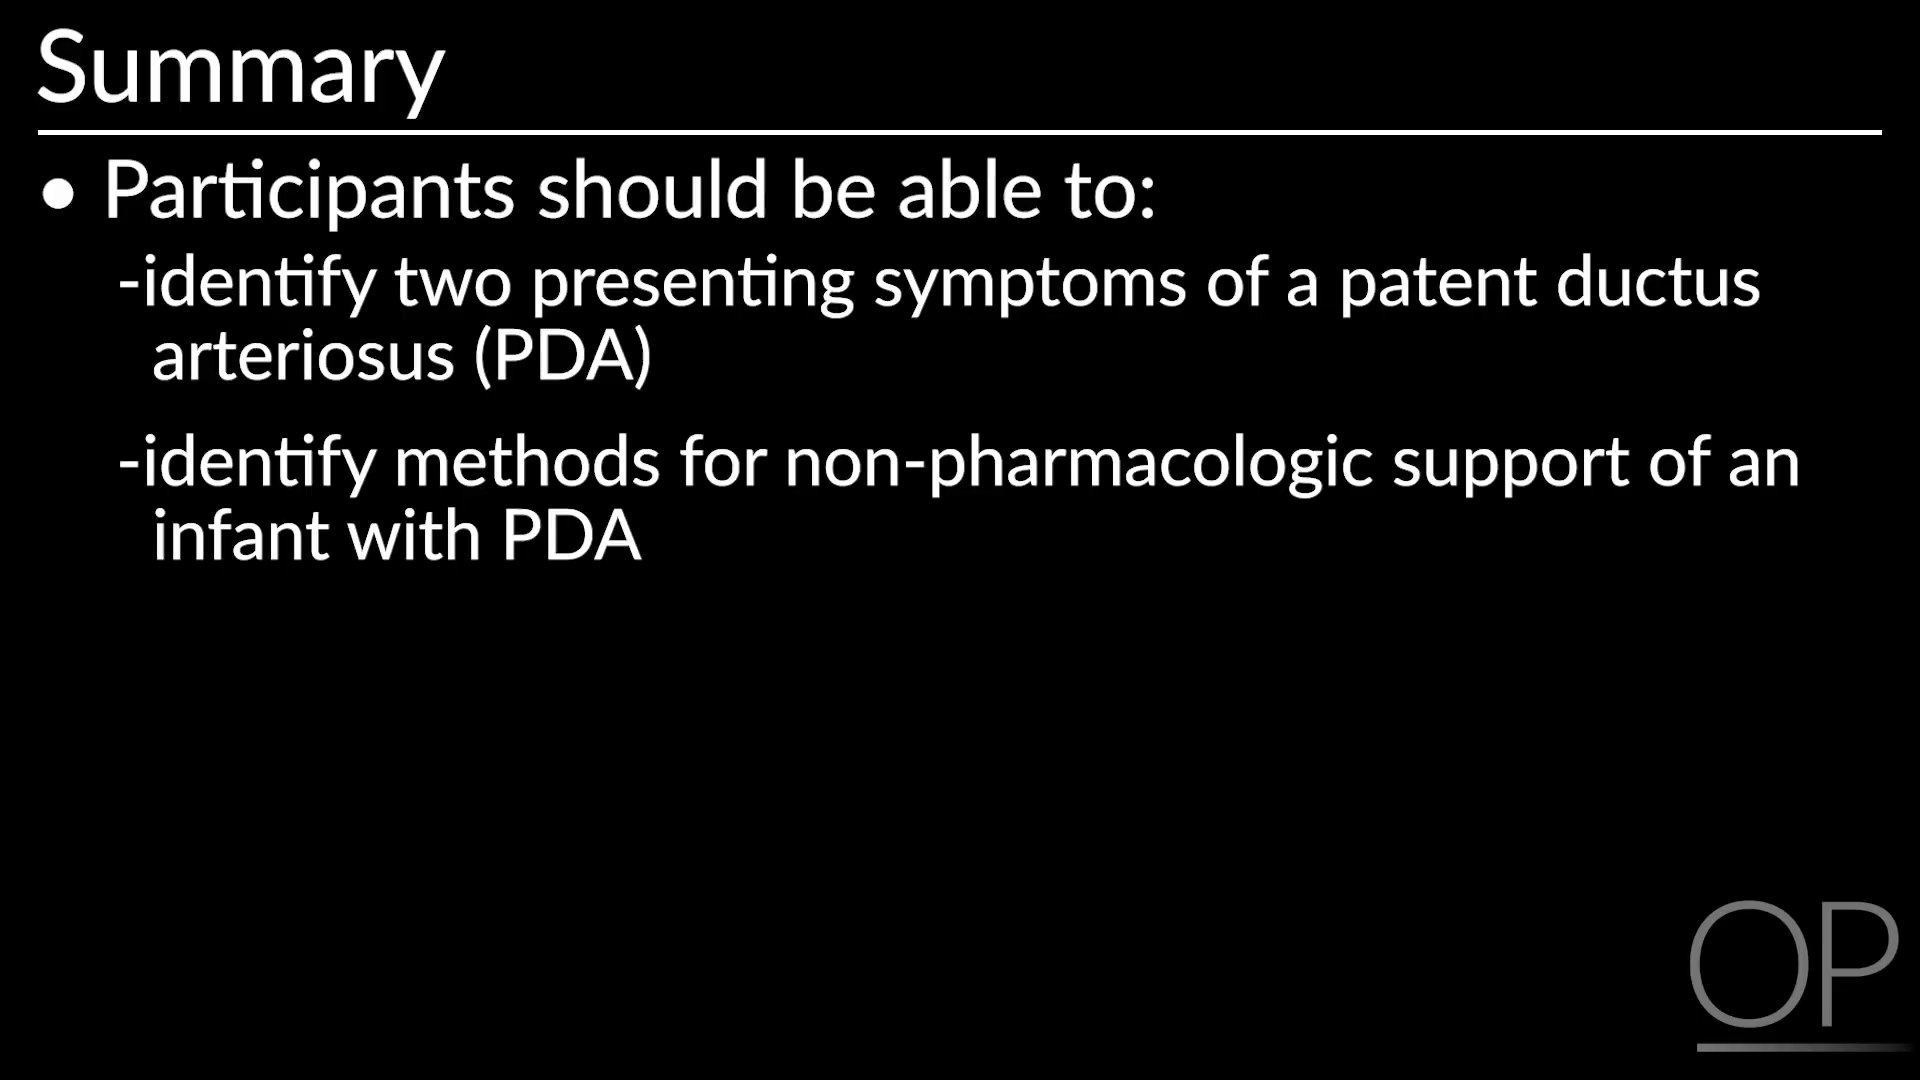 Summary
• Participants should be able to:
-identify two presenting symptoms of a patent ductus
arteriosus (PDA)
-identify methods for non-pharmacologic support of an
infant with PDA
OP